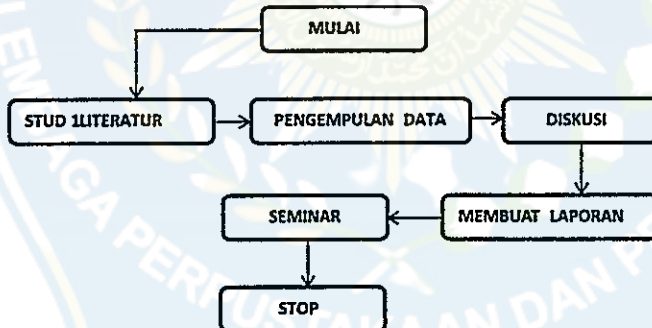 MULAI
STUD 1LITERATUR
PENGEMPULAN DATA
DISKUSI
MEMBUAT LAPORAN
SEMINAR
STOP